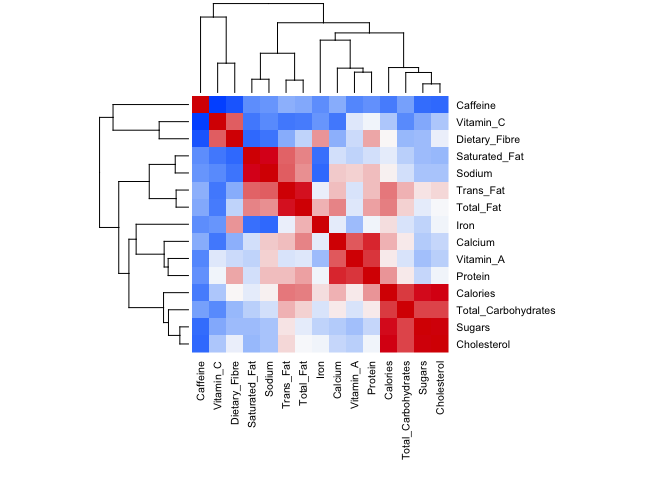 Caffeine
Vitamin_C
Dietary_Fibre
Saturated_Fat
Sodium
Trans_Fat
Total_Fat
Iron
Calcium
Vitamin_A
Protein
Calories
Total_Carbohydrates
Sugars
Cholesterol
Caffeine
Vitamin_C
Dietary_Fibre
Saturated_Fat
Sodium
Trans_Fat
Total_Fat
Iron
Calcium
Vitamin_A
Protein
Calories
Total_Carbohydrates
Sugars
Cholesterol